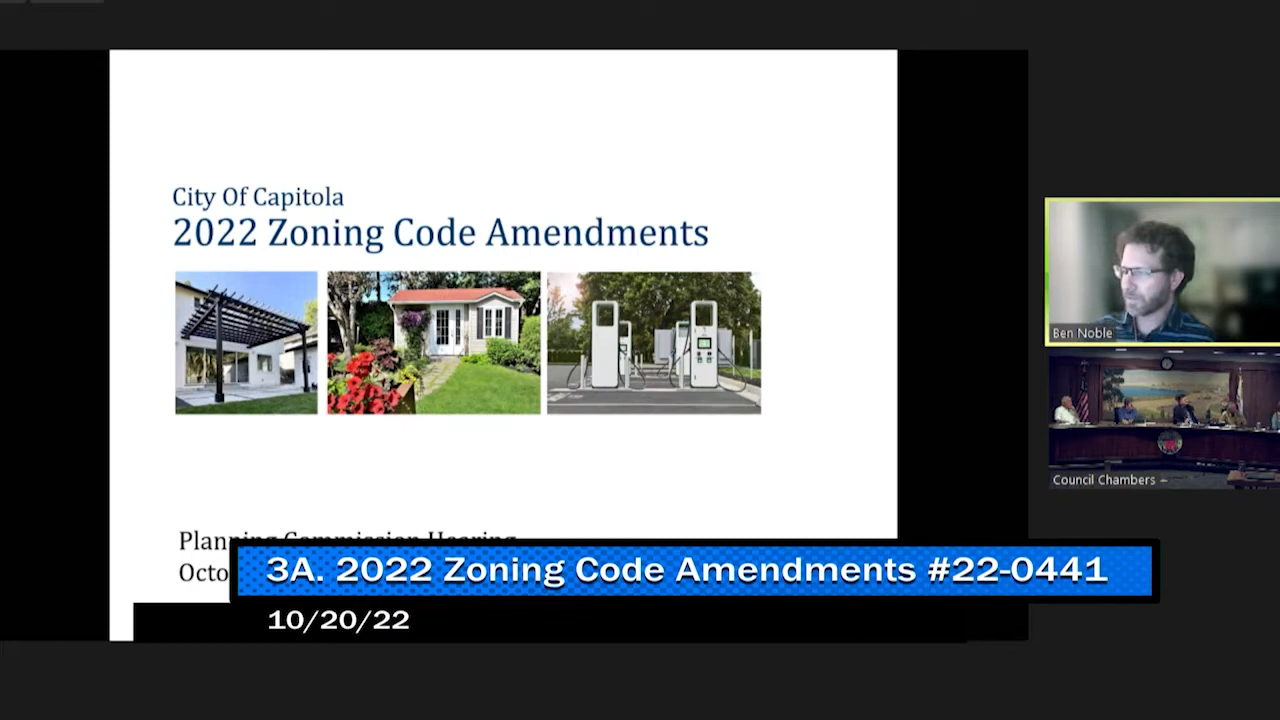 City Of Capitola
2022 Zoning Code Amendments
Planning Commission Hearing
Octo
3A. 2022 Zoning Code Amendments #22-0441
10/20/22
Ben Noble
Council Chambers